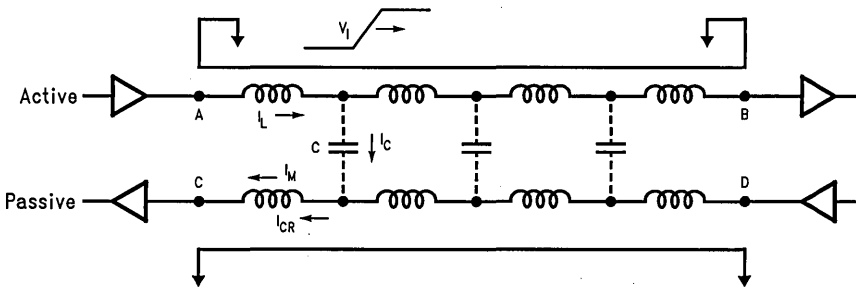 V_I
Active
A
I_L
B
C
I_C
I_M
C
D
Passive
I_CR